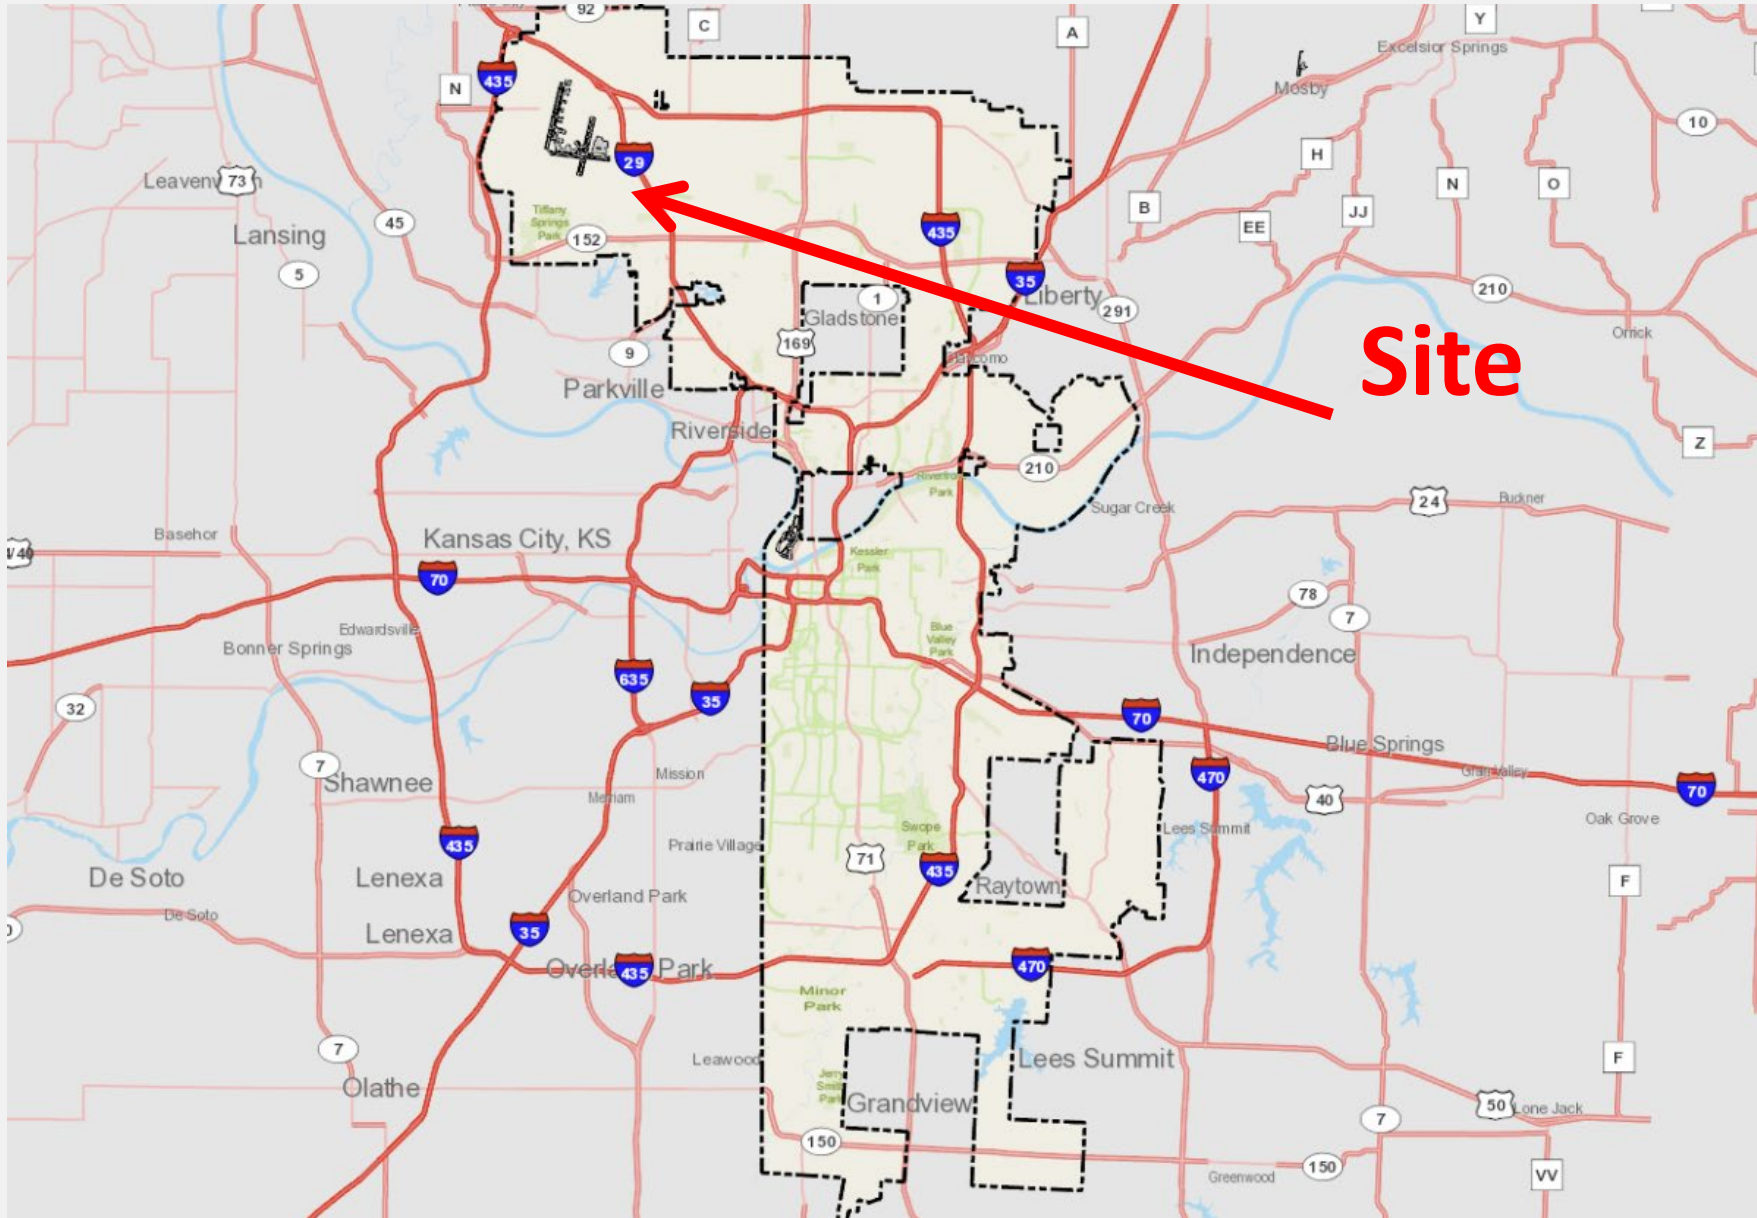 92
C
A
Y
Excelsior Springs
435
N
Mosby
10
29
H
73
Lansing
45
Tiffany
Springs
Park
152
435
B
EE
JJ
N
O
5
35
Liberty
291
210
1
Gladstone
169
9
Parkville
Orrick
Site
Riverside
Z
210
Park
Sugar Creek
24
Buckner
Basehor
Kansas City, KS
Kessler
Park
70
78
7
Edwardsville
Bonner Springs
Blue
Valley
Park
Independence
635
35
32
70
Blue Springs
7
Shawnee
Mission
Merriam
470
Grain Valley
40
70
Oak Grove
435
Prairie Village
Swope
Park
71
435
Lees Summit
De Soto
Lenexa
Overland Park
Raytown
F
De Soto
Lenexa
35
Overland Park
435
470
Minor
Park
7
Leawood
Lees Summit
F
Olathe
Jerry
Smith
Park
Grandview
50
Lone Jack
7
150
150
Greenwood
VV